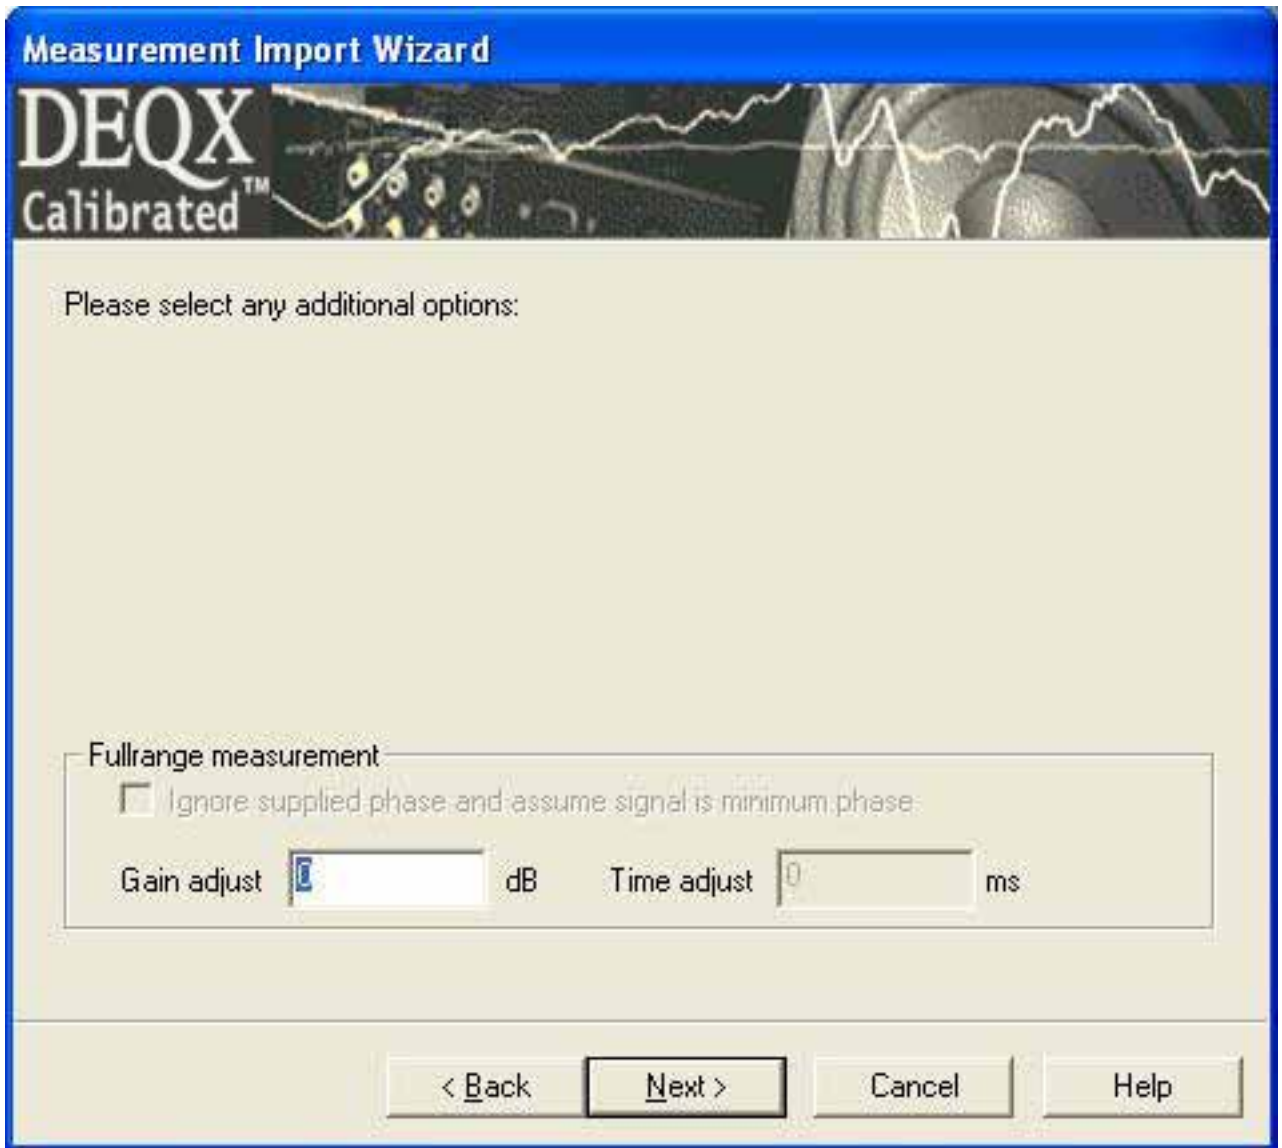 Measurement Import Wizard
DEQX
Calibrated™
Please select any additional options:
Fullrange measurement
Ignore supplied phase and assume signal is minimum phase
Gain adjust 0 dB Time adjust 0 ms
< Back Next > Cancel Help